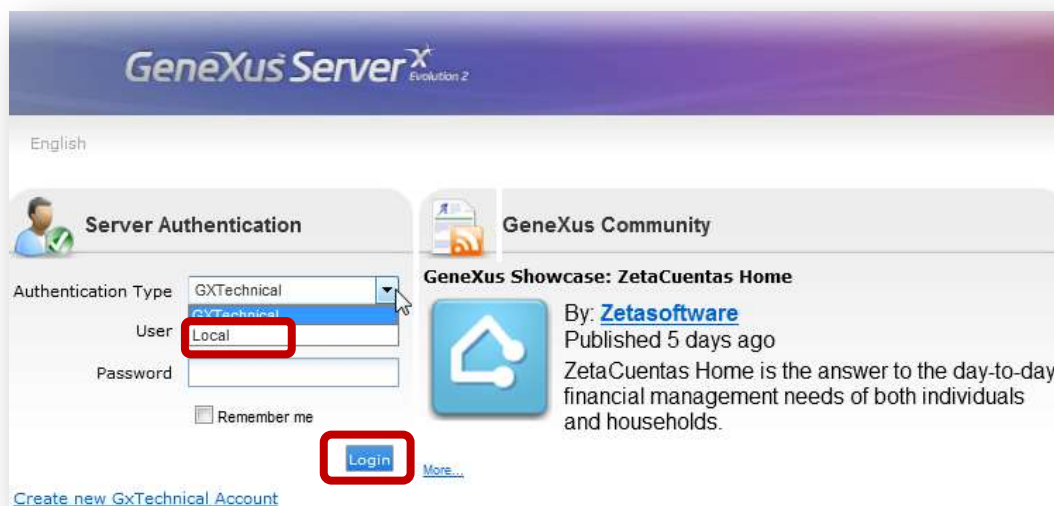 GeneXus Server X
Evolution 2
English
Server Authentication
Authentication Type GXTechnical
GXTechnical
User Local
Password
Remember me
Login
Create new GxTechnical Account
GeneXus Community
GeneXus Showcase: ZetaCuentas Home
By: Zetasoftware
Published 5 days ago
ZetaCuentas Home is the answer to the day-to-day
financial management needs of both individuals
and households.
More...